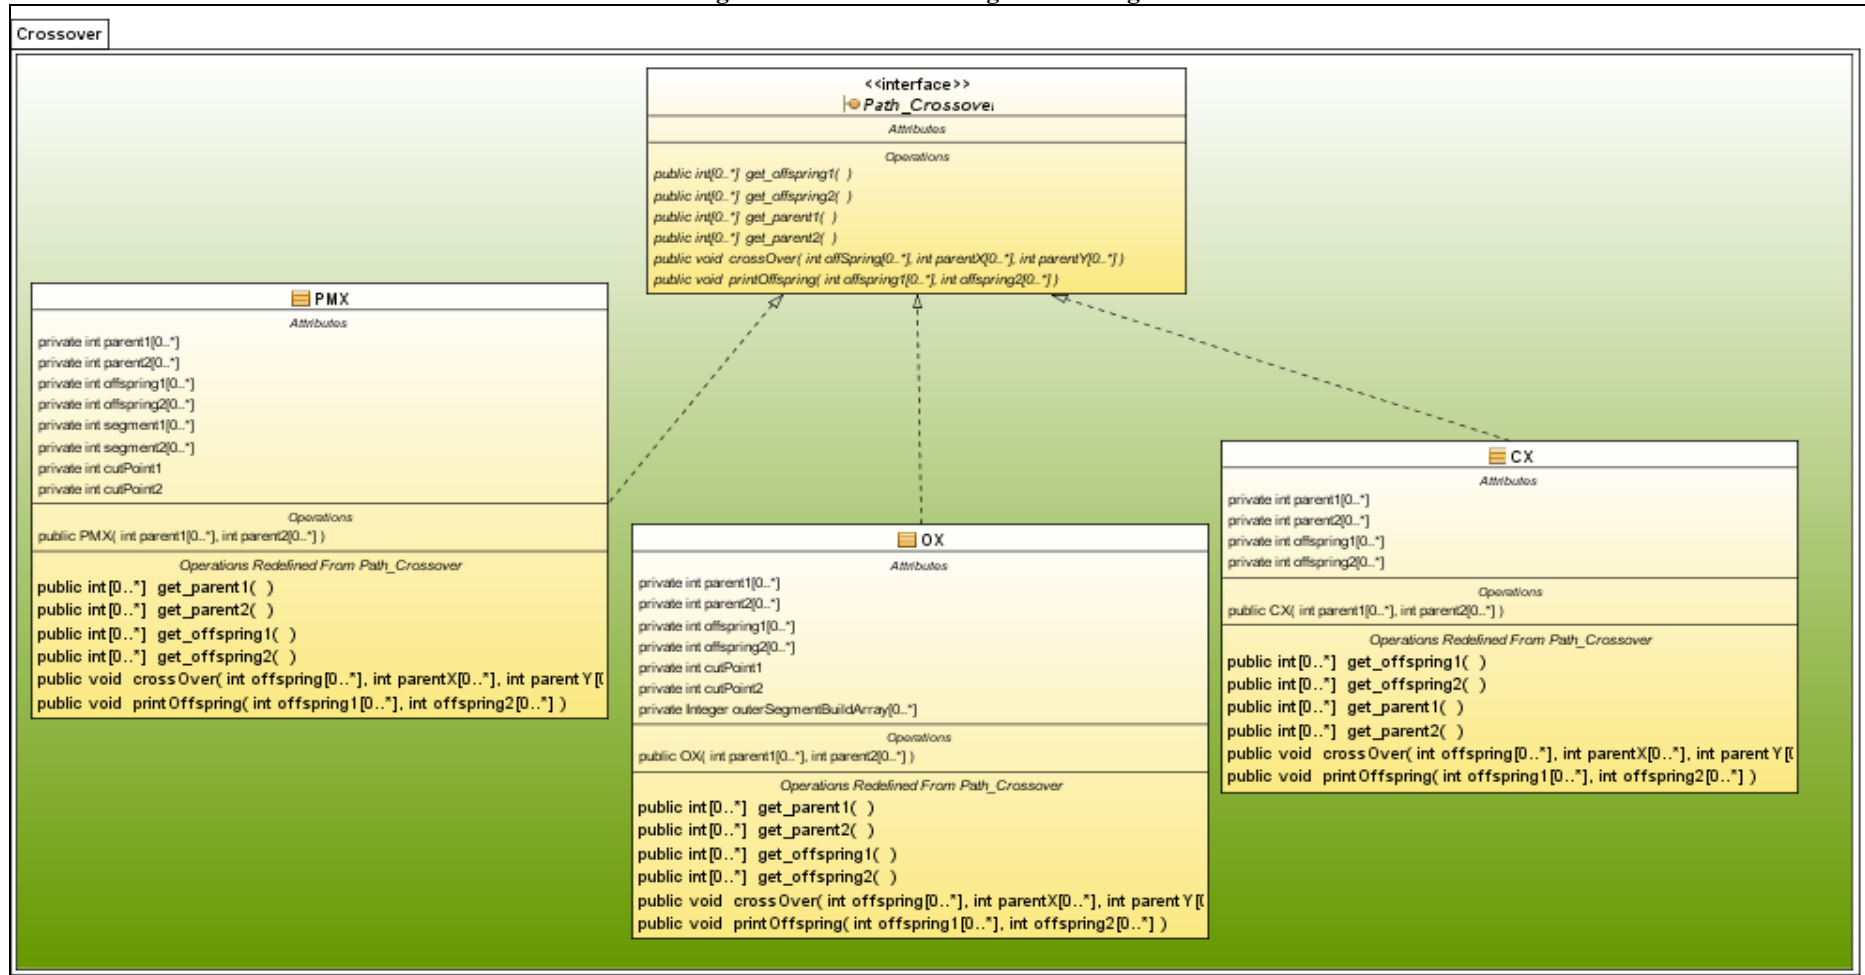 Crossover
<<interface>>
Path_Crossover
Attributes
Operations
public int[0..*] get_offspring1( )
public int[0..*] get_offspring2( )
public int[0..*] get_parent1( )
public int[0..*] get_parent2( )
public void crossOver( int offSpring[0..*], int parentX[0..*], int parentY[0..*] )
public void printOffspring( int offspring1[0..*], int offspring2[0..*] )
PMX
Attributes
private int parent1[0..*]
private int parent2[0..*]
private int offspring1[0..*]
private int offspring2[0..*]
private int segment1[0..*]
private int segment2[0..*]
private int cutPoint1
private int cutPoint2
Operations
public PMX( int parent1[0..*], int parent2[0..*] )
Operations Redefined From Path_Crossover
public int[0..*] get_parent1( )
public int[0..*] get_parent2( )
public int[0..*] get_offspring1( )
public int[0..*] get_offspring2( )
public void crossOver( int offspring[0..*], int parentX[0..*], int parentY[0
public void printOffspring( int offspring1[0..*], int offspring2[0..*] )
OX
Attributes
private int parent1[0..*]
private int parent2[0..*]
private int offspring1[0..*]
private int offspring2[0..*]
private int cutPoint1
private int cutPoint2
private Integer outerSegmentBuildArray[0..*]
Operations
public OX( int parent1[0..*], int parent2[0..*] )
Operations Redefined From Path_Crossover
public int[0..*] get_parent1( )
public int[0..*] get_parent2( )
public int[0..*] get_offspring1( )
public int[0..*] get_offspring2( )
public void crossOver( int offspring[0..*], int parentX[0..*], int parentY[0
public void printOffspring( int offspring1[0..*], int offspring2[0..*] )
CX
Attributes
private int parent1[0..*]
private int parent2[0..*]
private int offspring1[0..*]
private int offspring2[0..*]
Operations
public CX( int parent1[0..*], int parent2[0..*] )
Operations Redefined From Path_Crossover
public int[0..*] get_offspring1( )
public int[0..*] get_offspring2( )
public int[0..*] get_parent1( )
public int[0..*] get_parent2( )
public void crossOver( int offspring[0..*], int parentX[0..*], int parentY[0
public void printOffspring( int offspring1[0..*], int offspring2[0..*] )